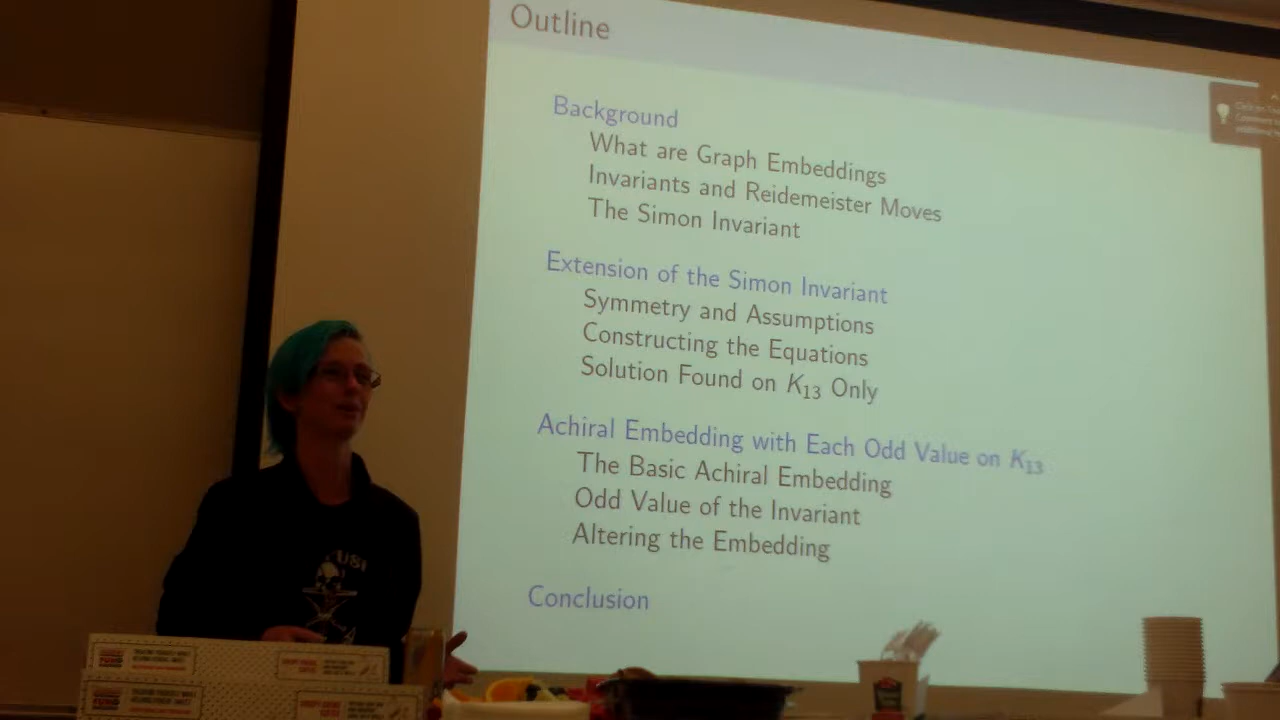 Outline
Background
What are Graph Embeddings
Invariants and Reidemeister Moves
The Simon Invariant
Extension of the Simon Invariant
Symmetry and Assumptions
Constructing the Equations
Solution Found on K13 Only
Achiral Embedding with Each Odd Value on K13
The Basic Achiral Embedding
Odd Value of the Invariant
Altering the Embedding
Conclusion